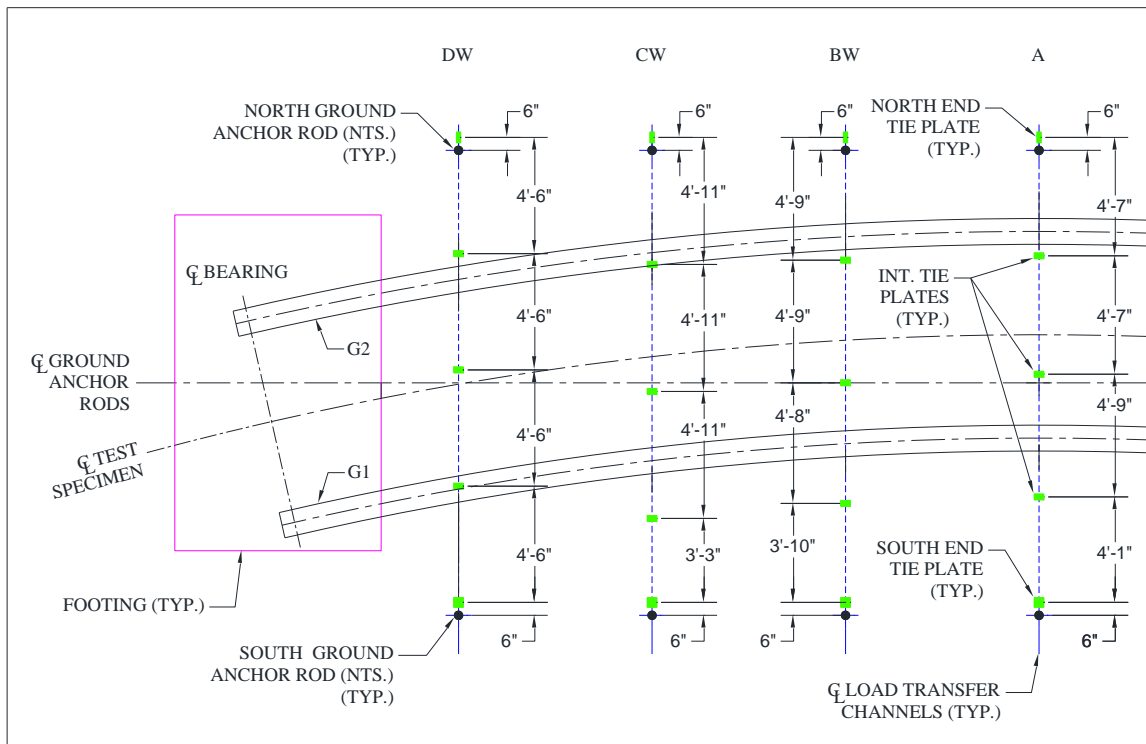 DW
CW
BW
A
NORTH GROUND
ANCHOR ROD (NTS.)
(TYP.)
6"
6"
6"
NORTH END
TIE PLATE
(TYP.)
6"
4'-6"
4'-11"
4'-9"
4'-7"
℄ BEARING
INT. TIE
PLATES
(TYP.)
4'-6"
4'-11"
4'-9"
4'-7"
G2
℄ GROUND
ANCHOR
RODS
4'-6"
4'-11"
4'-8"
4'-9"
℄ TEST
SPECIMEN
G1
4'-6"
3'-3"
3'-10"
4'-1"
SOUTH END
TIE PLATE
(TYP.)
FOOTING (TYP.)
6"
6"
6"
6"
SOUTH GROUND
ANCHOR ROD (NTS.)
(TYP.)
℄ LOAD TRANSFER
CHANNELS (TYP.)